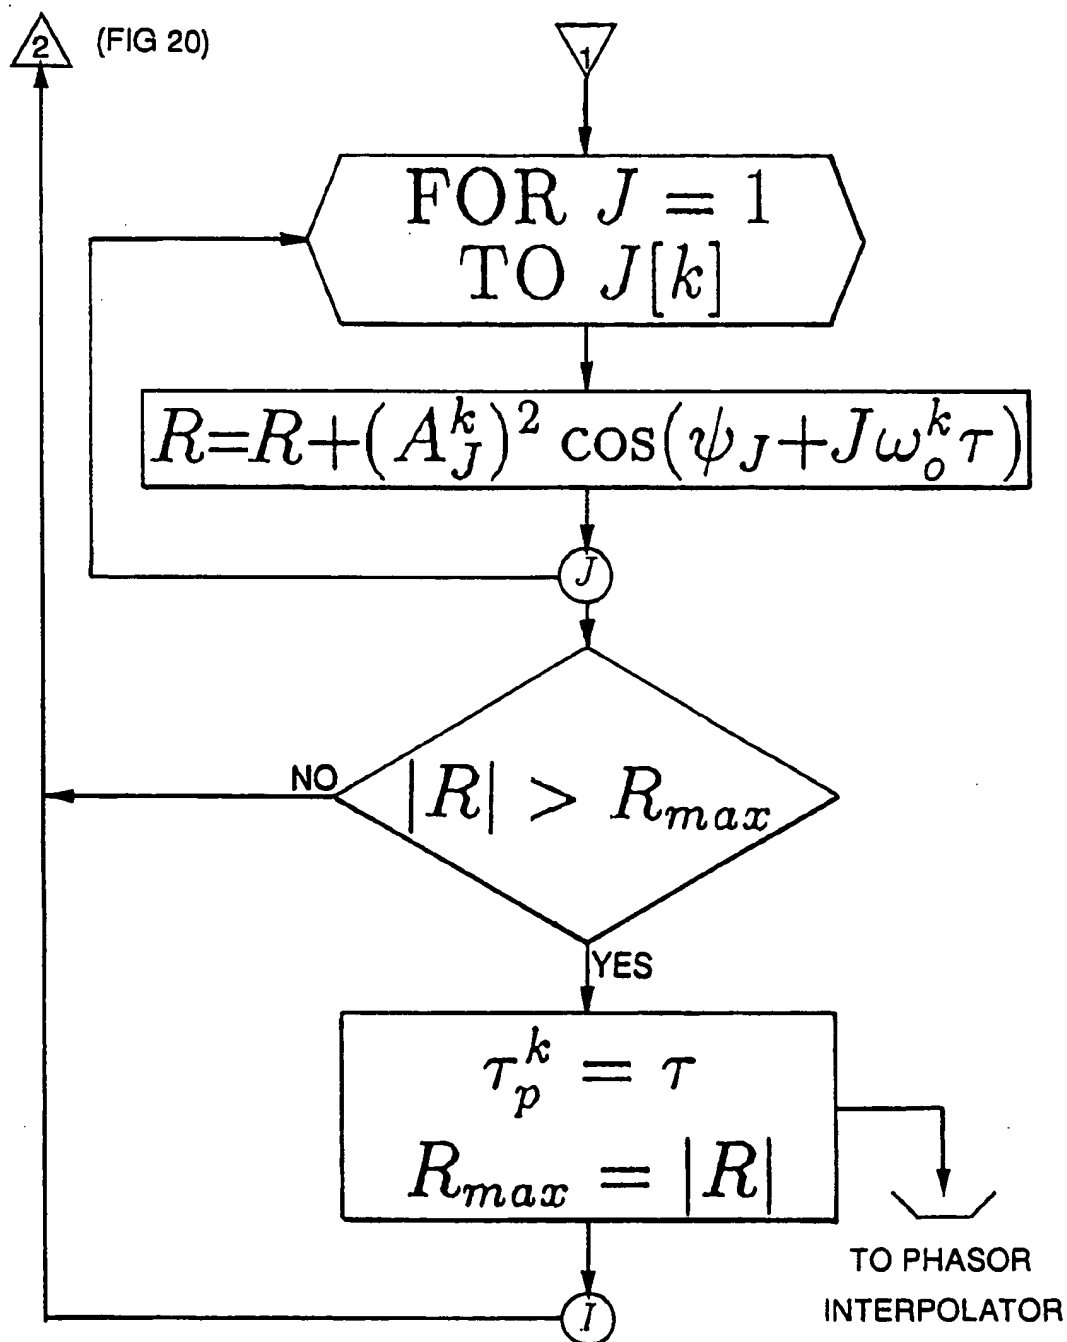 2 (FIG 20)
1
FOR J = 1
TO J[k]
R=R+(A_J^k)^2 cos(ψ_J+Jω_o^kτ)
J
NO
|R| > R_max
YES
τ_p^k = τ
R_max = |R|
TO PHASOR
INTERPOLATOR
I